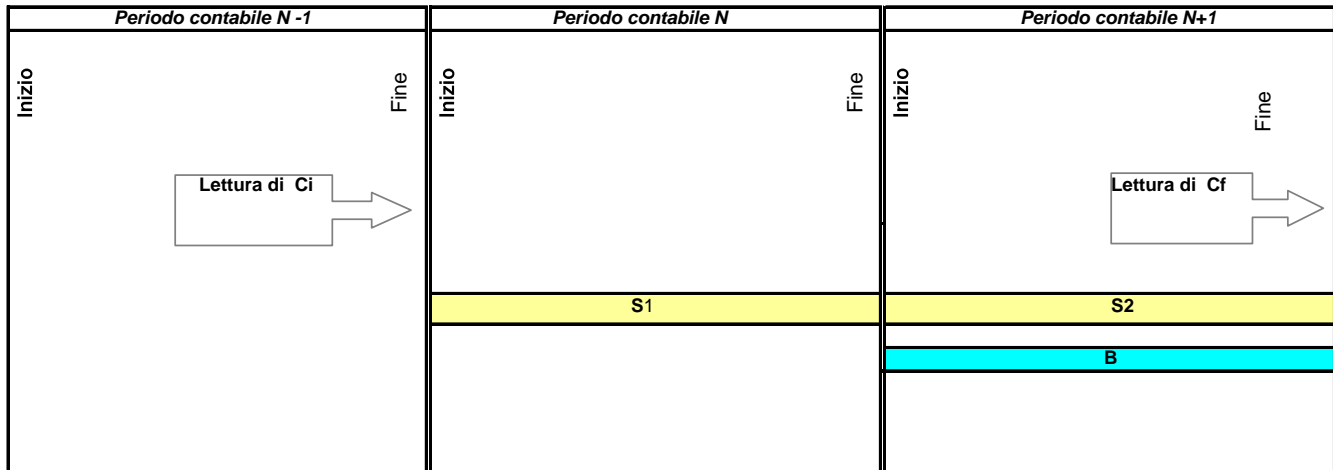 Periodo contabile N -1
Periodo contabile N
Periodo contabile N+1
Inizio
Fine
Inizio
Fine
Inizio
Fine
Lettura di Ci
Lettura di Cf
S1
S2
B